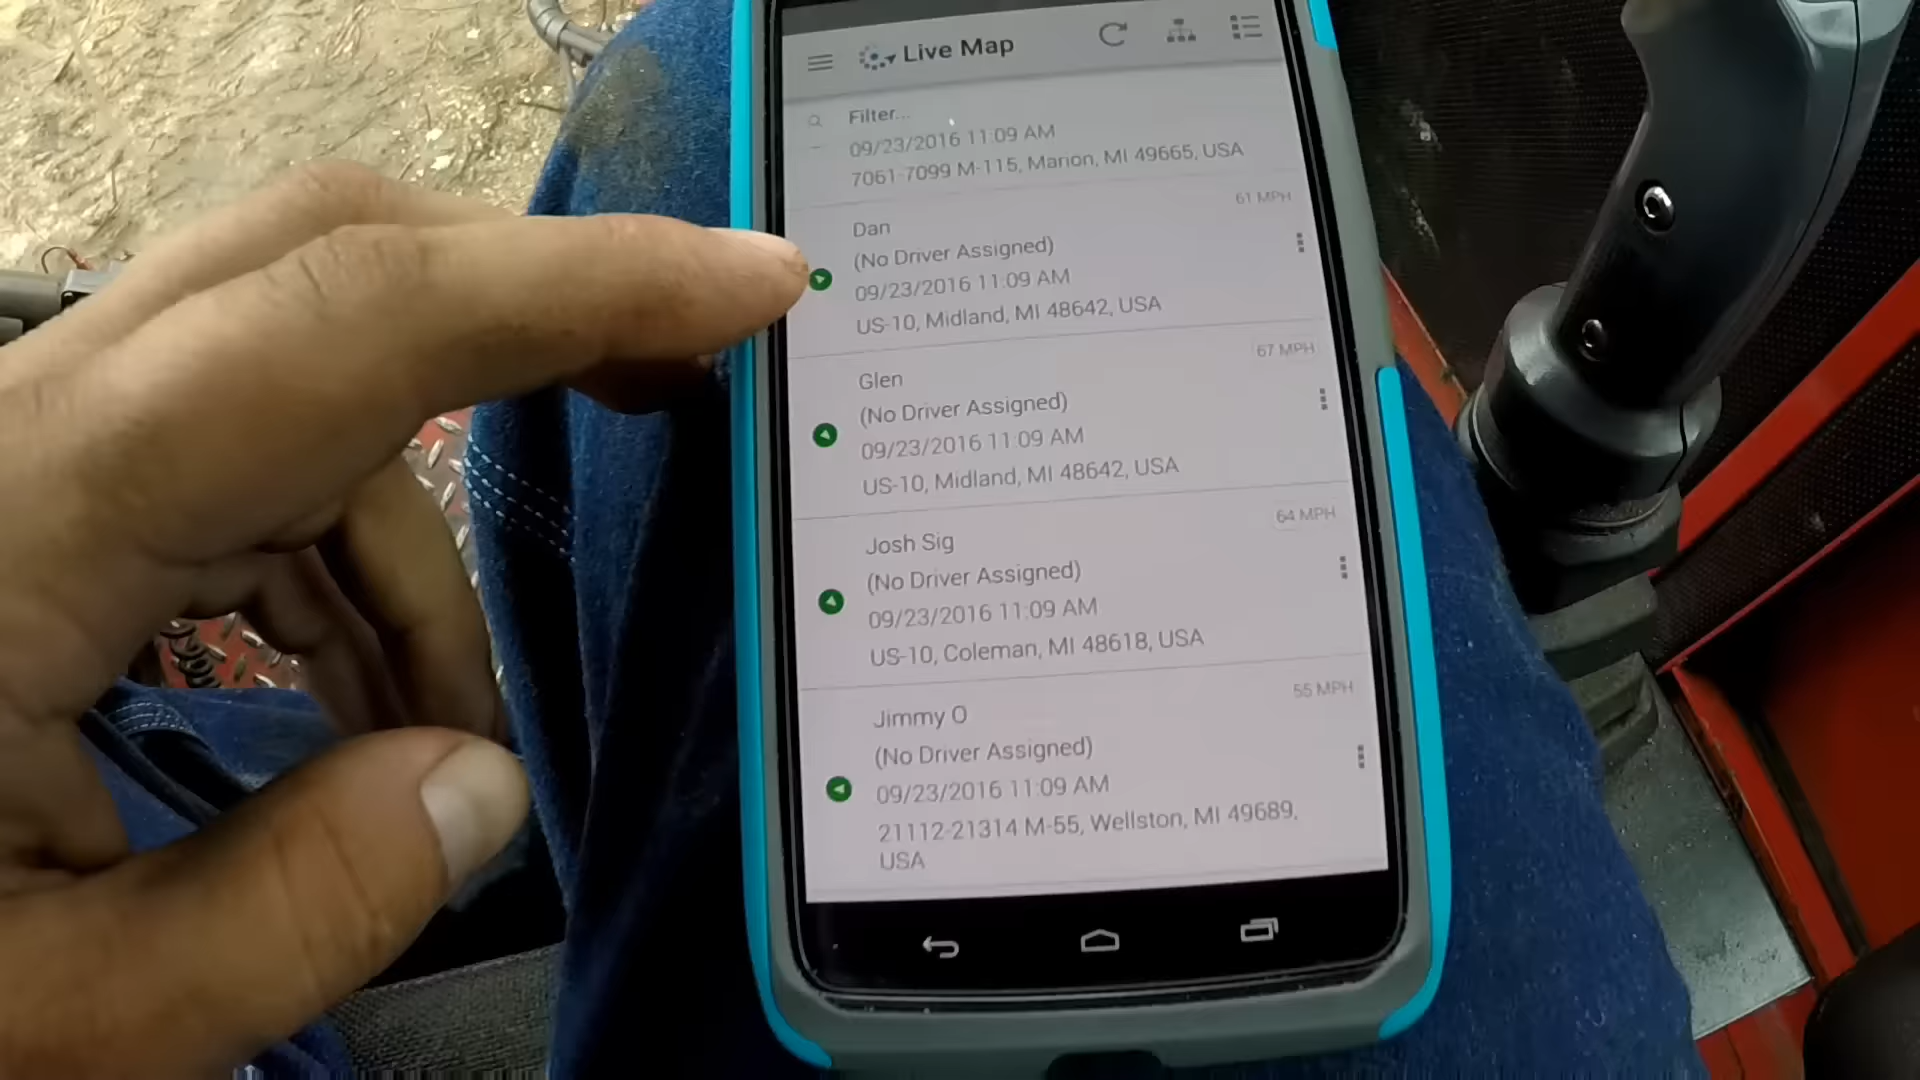 Live Map
Filter...
09/23/2016 11:09 AM
7061-7099 M-115, Marion, MI 49665, USA
61 MPH
Dan
(No Driver Assigned)
09/23/2016 11:09 AM
US-10, Midland, MI 48642, USA
67 MPH
Glen
(No Driver Assigned)
09/23/2016 11:09 AM
US-10, Midland, MI 48642, USA
64 MPH
Josh Sig
(No Driver Assigned)
09/23/2016 11:09 AM
US-10, Coleman, MI 48618, USA
55 MPH
Jimmy O
(No Driver Assigned)
09/23/2016 11:09 AM
21112-21314 M-55, Wellston, MI 49689,
USA